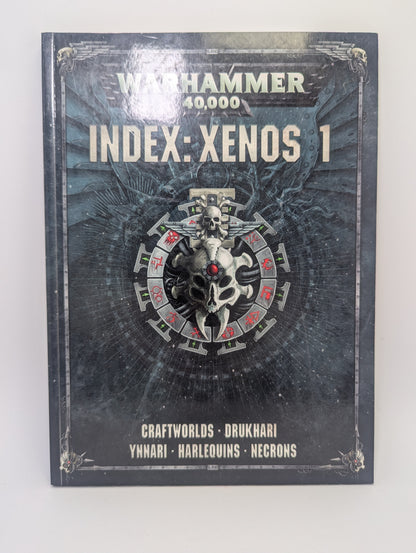 WARHAMMER
40,000
INDEX: XENOS 1
CRAFTWORLDS · DRUKHARI
YNNARI · HARLEQUINS · NECRONS